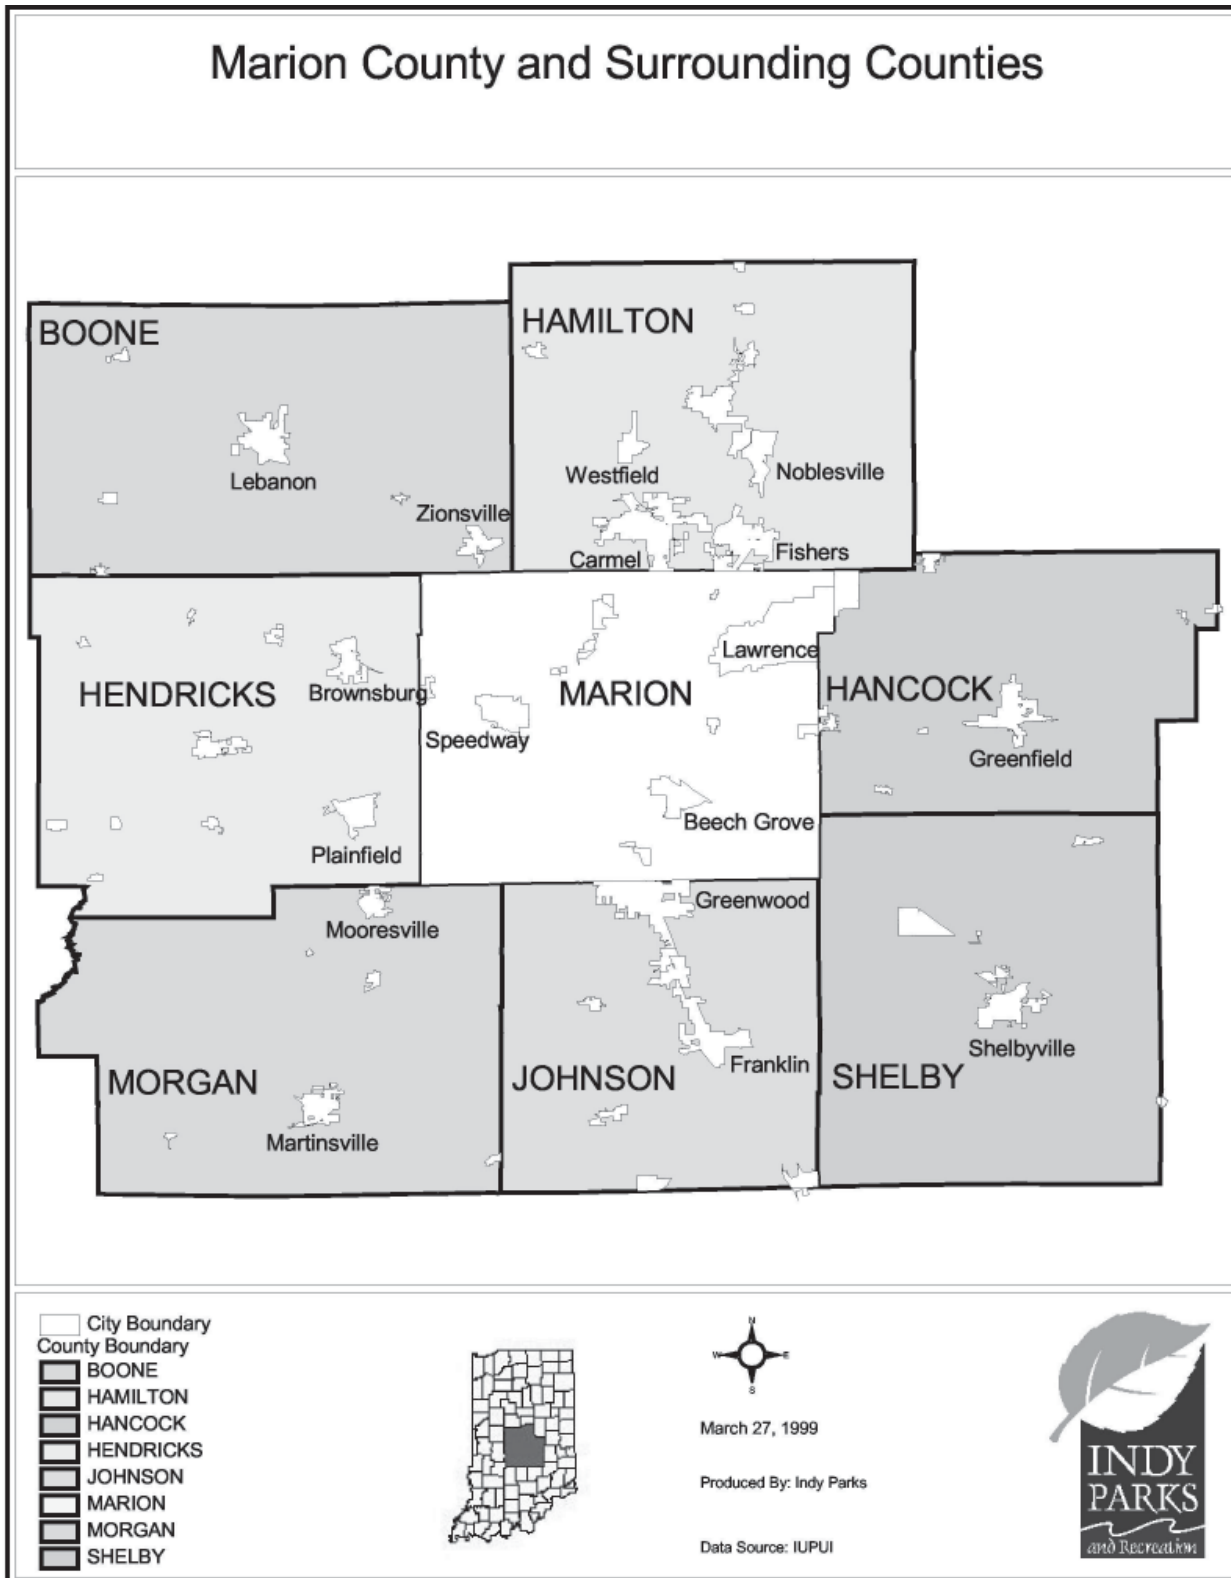 Marion County and Surrounding Counties
BOONE
HAMILTON
Lebanon
Westfield
Noblesville
Zionsville
Carmel
Fishers
Lawrence
HENDRICKS
Brownsburg
MARION
HANCOCK
Speedway
Greenfield
Beech Grove
Plainfield
Greenwood
Mooresville
Shelbyville
Franklin
MORGAN
JOHNSON
SHELBY
Martinsville
City Boundary
County Boundary
BOONE
HAMILTON
HANCOCK
HENDRICKS
JOHNSON
MARION
MORGAN
SHELBY
N
W E
S
March 27, 1999
Produced By: Indy Parks
Data Source: IUPUI
INDY
PARKS
and Recreation